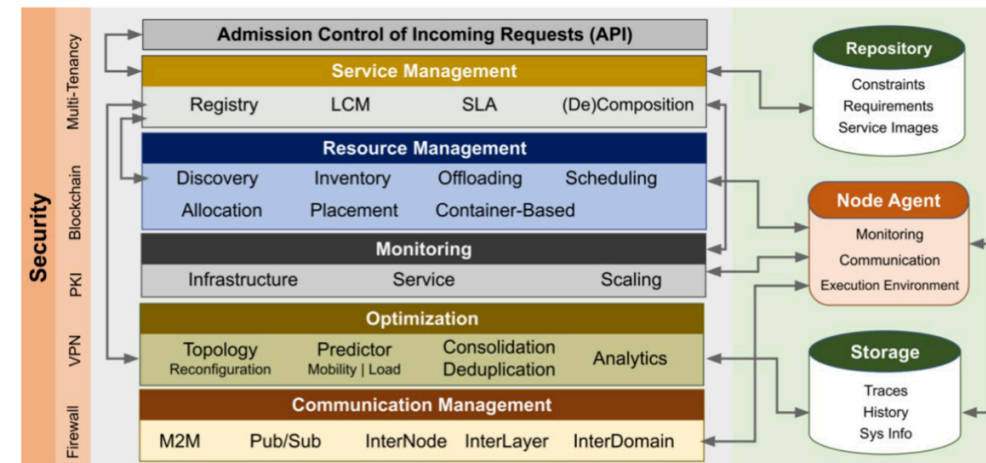 Security
Multi-Tenancy
Blockchain
PKI
VPN
Firewall
Admission Control of Incoming Requests (API)
Service Management
Registry LCM SLA (De)Composition
Resource Management
Discovery Inventory Offloading Scheduling
Allocation Placement Container-Based
Monitoring
Infrastructure Service Scaling
Optimization
Topology Predictor Consolidation Analytics
Reconfiguration Mobility | Load Deduplication
Communication Management
M2M Pub/Sub InterNode InterLayer InterDomain
Repository
Constraints
Requirements
Service Images
Node Agent
Monitoring
Communication
Execution Environment
Storage
Traces
History
Sys Info